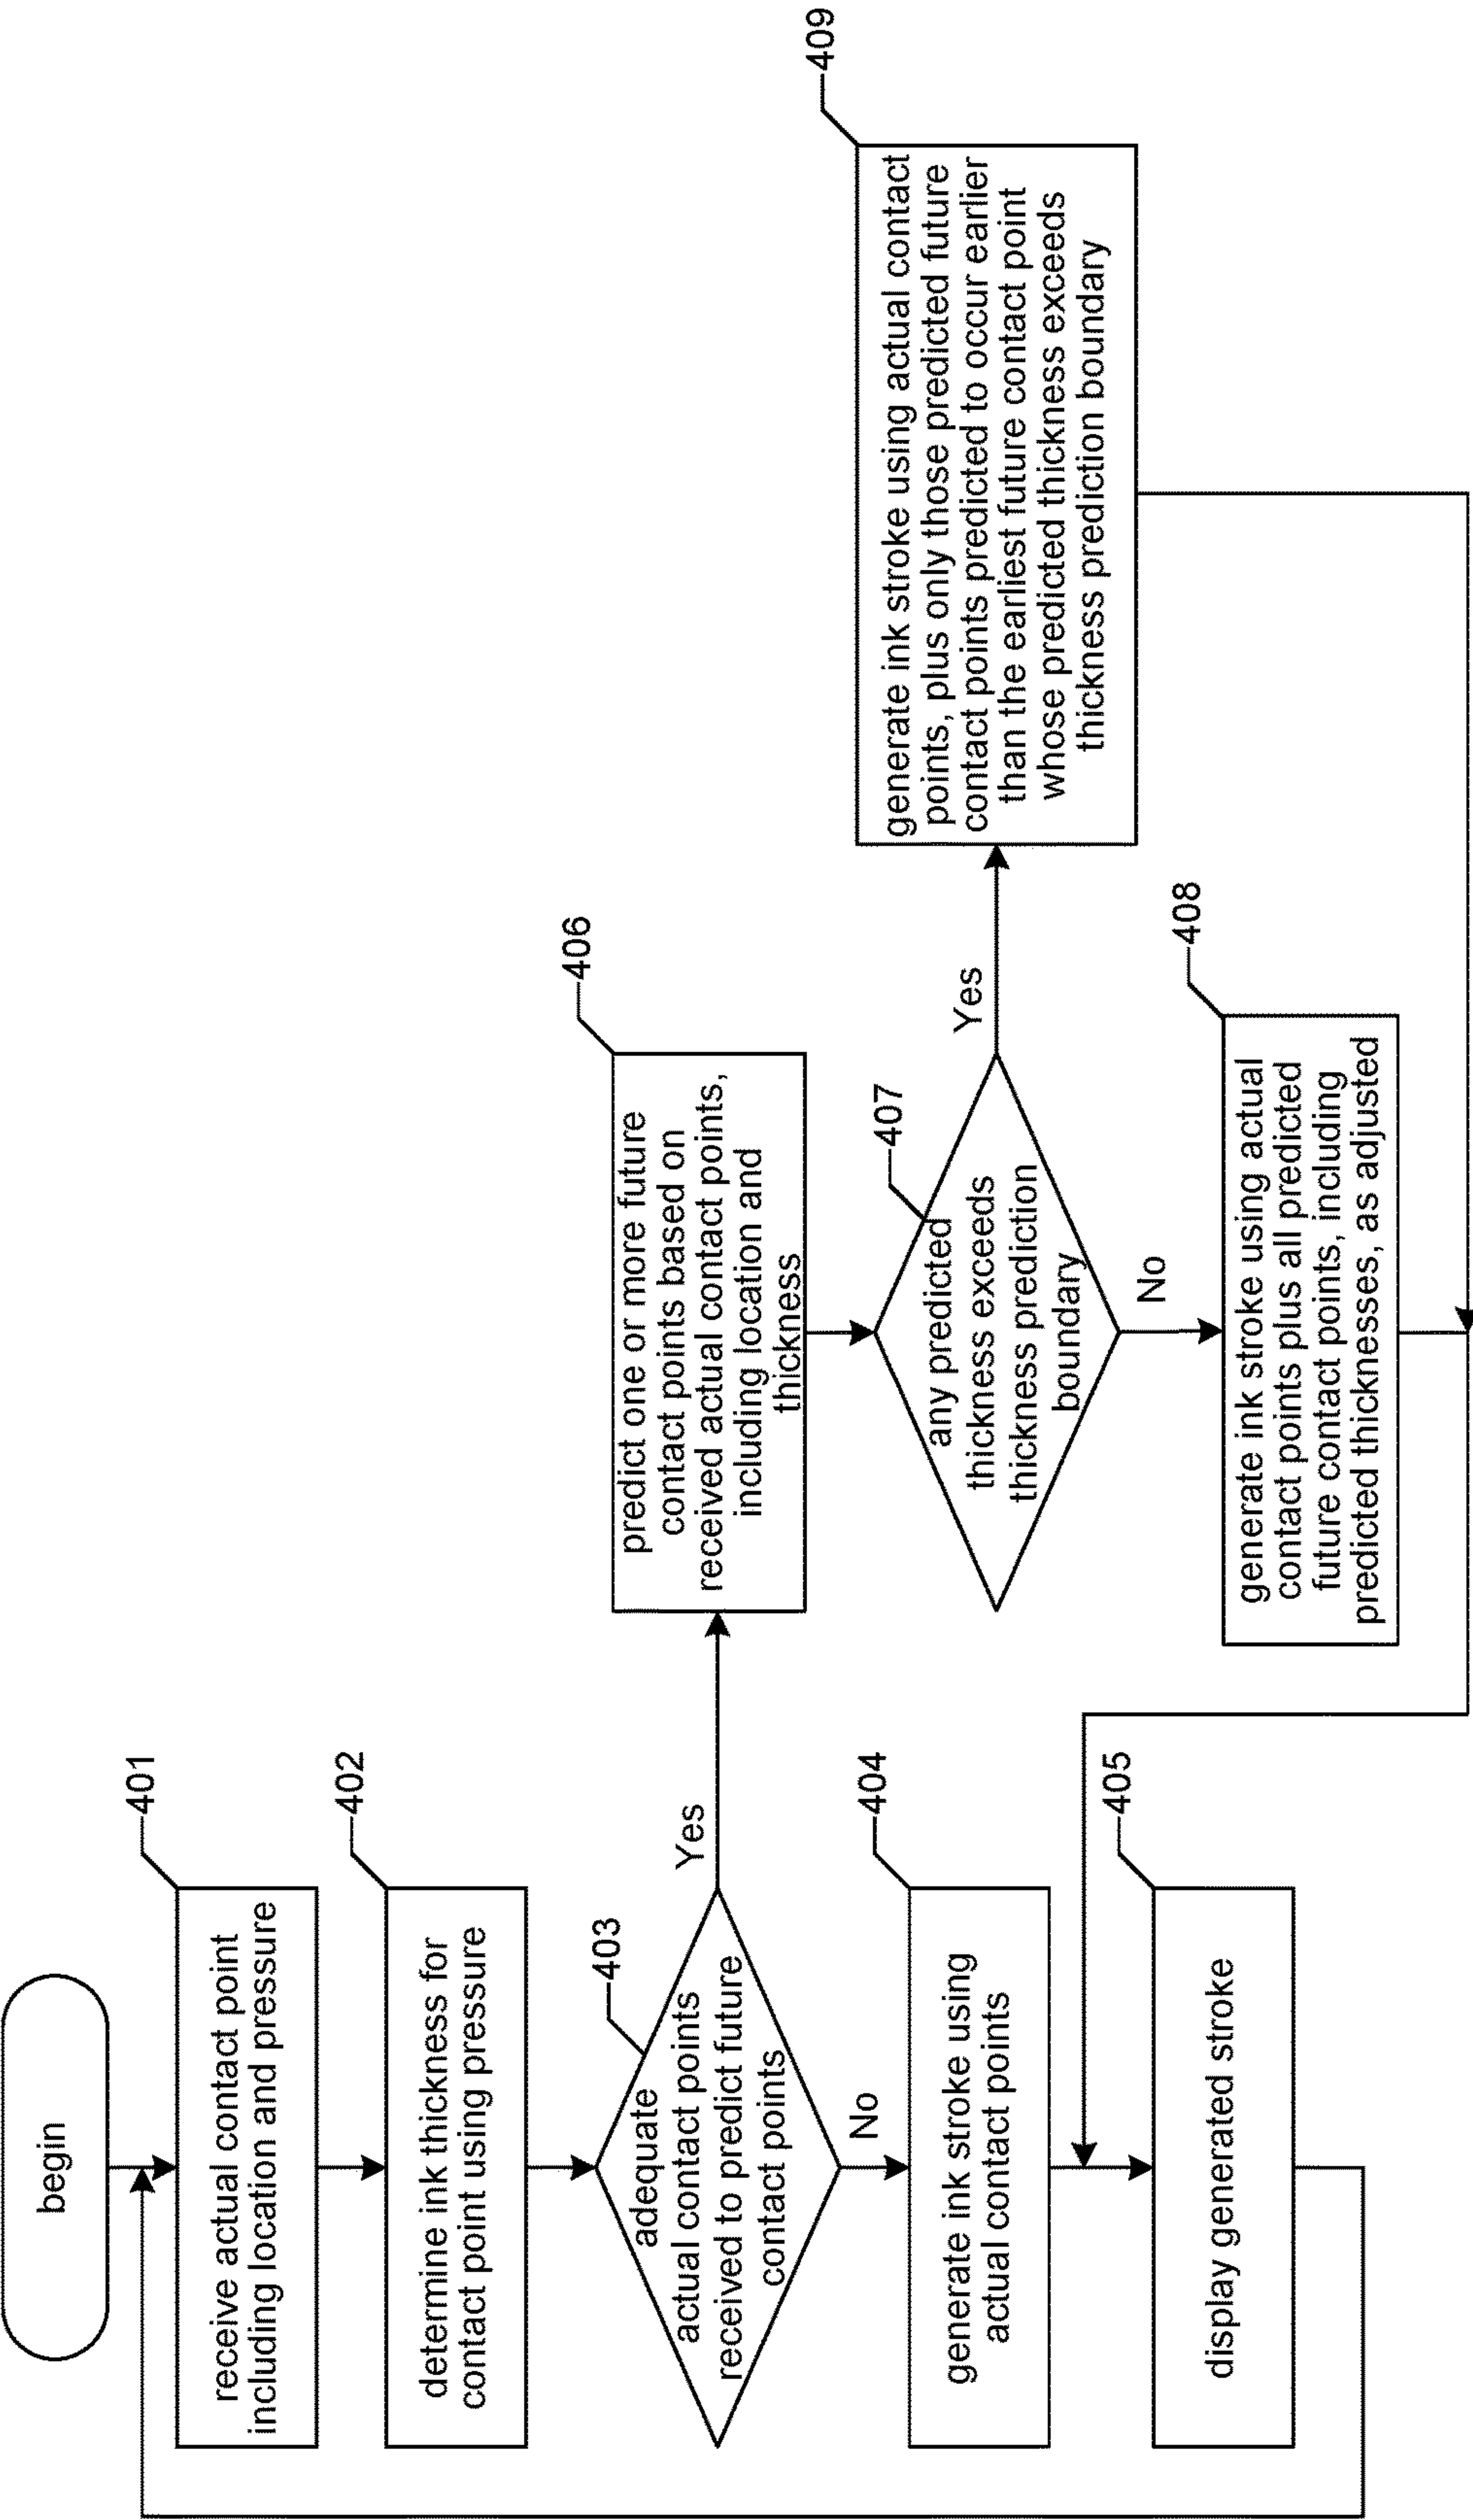 begin
401
receive actual contact point
including location and pressure
402
determine ink thickness for
contact point using pressure
403
adequate
actual contact points
received to predict future
contact points
Yes
No
404
generate ink stroke using
actual contact points
405
display generated stroke
406
predict one or more future
contact points based on
received actual contact points,
including location and
thickness
407
any predicted
thickness exceeds
thickness prediction
boundary
Yes
No
408
generate ink stroke using actual
contact points plus all predicted
future contact points, including
predicted thicknesses, as adjusted
409
generate ink stroke using actual contact
points, plus only those predicted future
contact points predicted to occur earlier
than the earliest future contact point
whose predicted thickness exceeds
thickness prediction boundary